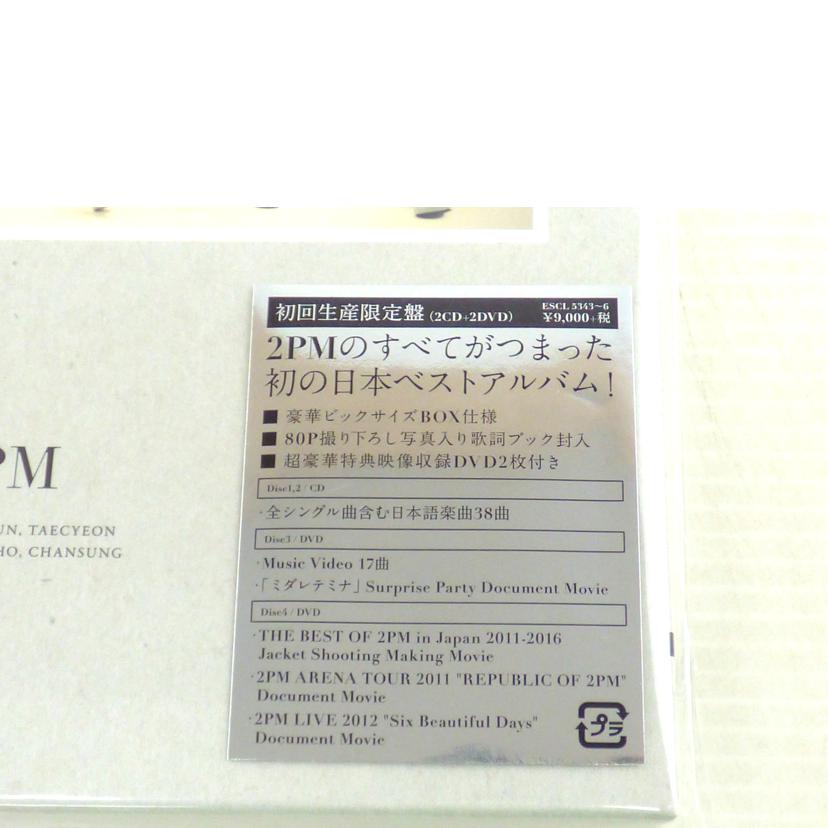 初回生産限定盤(2CD+2DVD)
ESCL 5343~6
¥9,000+税
2PMのすべてがつまった
初の日本ベストアルバム!
■ 豪華ビックサイズBOX仕様
■ 80P撮り下ろし写真入り歌詞ブック封入
■ 超豪華特典映像収録DVD2枚付き
Disc1,2 / CD
・全シングル曲含む日本語楽曲38曲
Disc3 / DVD
・Music Video 17曲
・「ミダレテミナ」Surprise Party Document Movie
Disc4 / DVD
・THE BEST OF 2PM in Japan 2011-2016
Jacket Shooting Making Movie
・2PM ARENA TOUR 2011 "REPUBLIC OF 2PM"
Document Movie
・2PM LIVE 2012 "Six Beautiful Days"
Document Movie
プラ
PM
UN, TAECYEON
HO, CHANSUNG